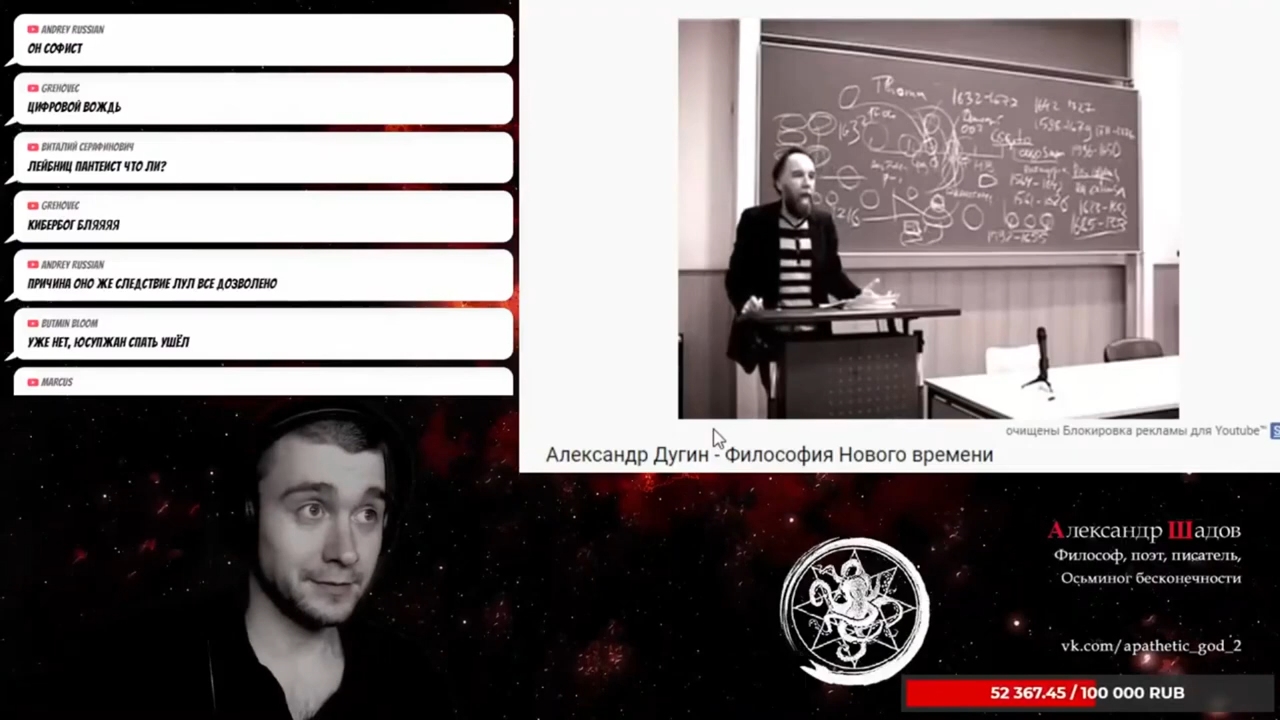 ANDREY RUSSIAN
ОН СОФИСТ
GREHOVEC
ЦИФРОВОЙ ВОЖДЬ
ВИТАЛИЙ СЕРАФИНОВИЧ
ЛЕЙБНИЦ ПАНТЕИСТ ЧТО ЛИ?
GREHOVEC
КИБЕРБОГ БЛЯЯЯЯ
ANDREY RUSSIAN
ПРИЧИНА ОНО ЖЕ СЛЕДСТВИЕ ЛУЛ ВСЕ ДОЗВОЛЕНО
BUTMIN BLOOM
УЖЕ НЕТ, ЮСУПЖАН СПАТЬ УШЁЛ
MARCUS
1632-1677
очищены Блокировка рекламы для Youtube™ S
Александр Дугин - Философия Нового времени
Александр Шадов
Философ, поэт, писатель,
Осьминог бесконечности
vk.com/apathetic_god_2
52 367.45 / 100 000 RUB